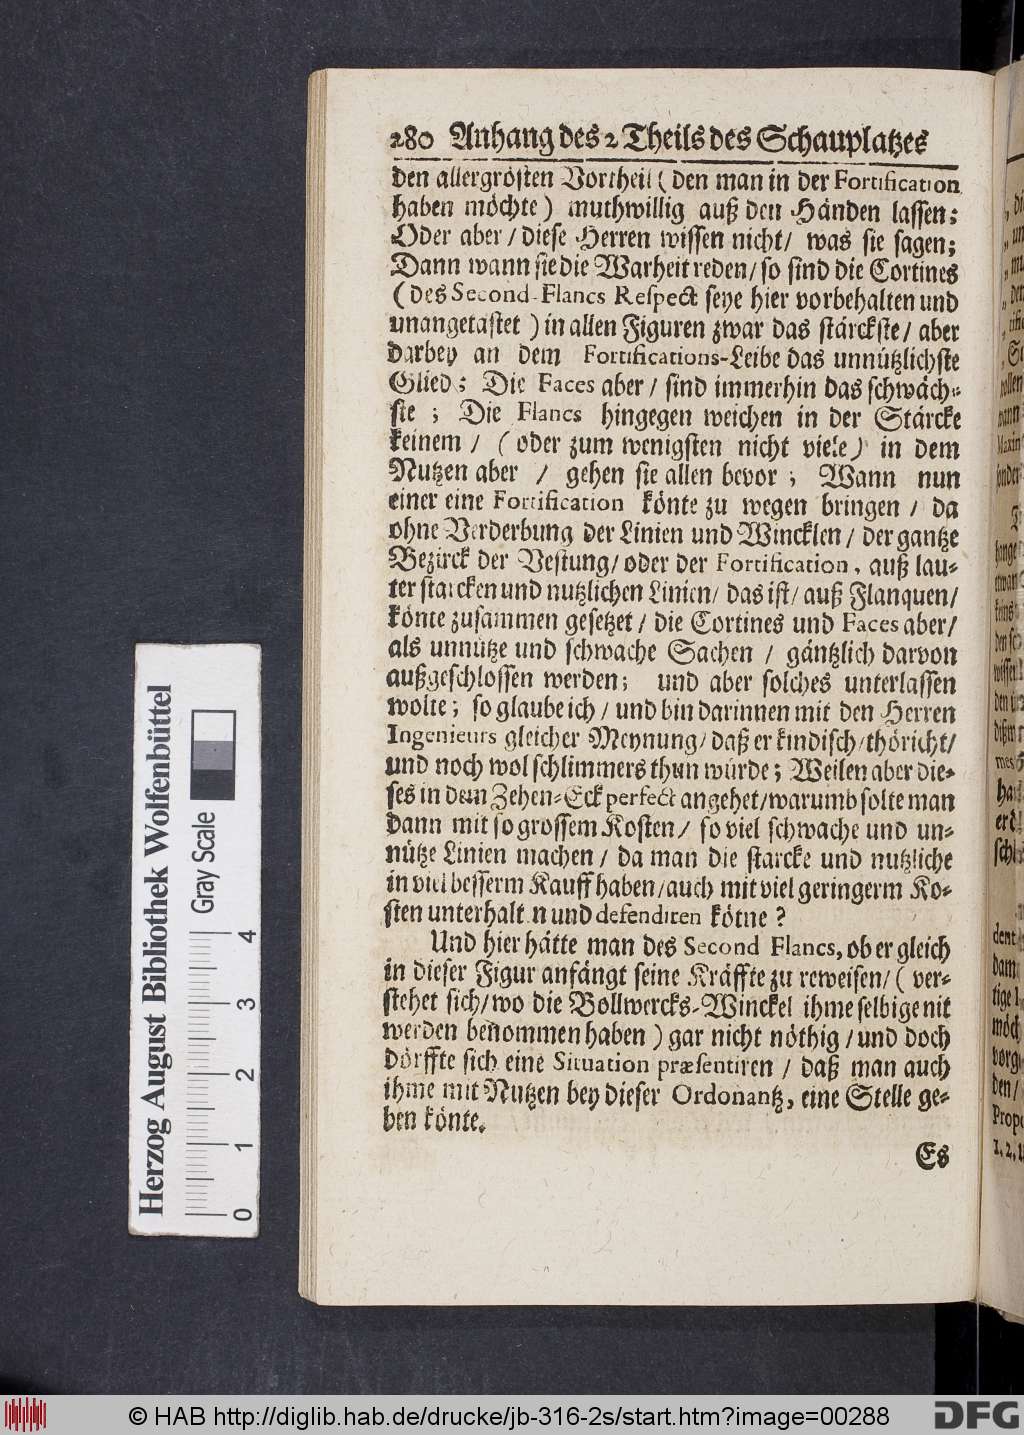 280 Anhang des 2 Theils des Schauplatzes
den allergrösten Vortheil ( den man in der Fortification
haben möchte ) muthwillig auß den Händen lassen;
Oder aber / diese Herren wissen nicht / was sie sagen;
Dann wann sie die Warheit reden / so sind die Cortines
( des Second-Flancs Respect seye hier vorbehalten und
unangetastet ) in allen Figuren zwar das stärckste / aber
darbey an dem Fortifications-Leibe das unnützlichste
Glied; Die Faces aber / sind immerhin das schwäch-
ste ; Die Flancs hingegen weichen in der Stärcke
keinem / ( oder zum wenigsten nicht viele ) in dem
Nutzen aber / gehen sie allen bevor ; Wann nun
einer eine Fortification könte zu wegen bringen / da
ohne Verderbung der Linien und Wincklen / der gantze
Bezirck der Vestung / oder der Fortification, auß lau-
ter starcken und nutzlichen Linien / das ist / auß Flanquen /
könte zusammen gesetzet / die Cortines und Faces aber /
als unnütze und schwache Sachen / gäntzlich darvon
außgeschlossen werden; und aber solches unterlassen
wolte; so glaube ich / und bin darinnen mit den Herren
Ingenieurs gleicher Meynung / daß er kindisch / thöricht /
und noch wol schlimmers thun würde; Weilen aber die-
ses in dem Zehen-Eck perfect angehet / warumb solte man
dann mit so grossem Kosten / so viel schwache und un-
nütze Linien machen / da man die starcke und nutzliche
in viel besserm Kauff haben / auch mit viel geringerm Ko-
sten unterhalt n und defendiren kötne ?
Und hier hätte man des Second Flancs, ob er gleich
in dieser Figur anfängt seine Kräffte zu reweisen / ( ver-
stehet sich / wo die Bollwercks-Winckel ihme selbige nit
werden benommen haben ) gar nicht nöthig / und doch
dörffte sich eine Situation præsentiren / daß man auch
ihme mit Nutzen bey dieser Ordonantz, eine Stelle ge-
ben könte.
Es
Herzog August Bibliothek Wolfenbüttel
Gray Scale
0 1 2 3 4
© HAB http://diglib.hab.de/drucke/jb-316-2s/start.htm?image=00288
DFG